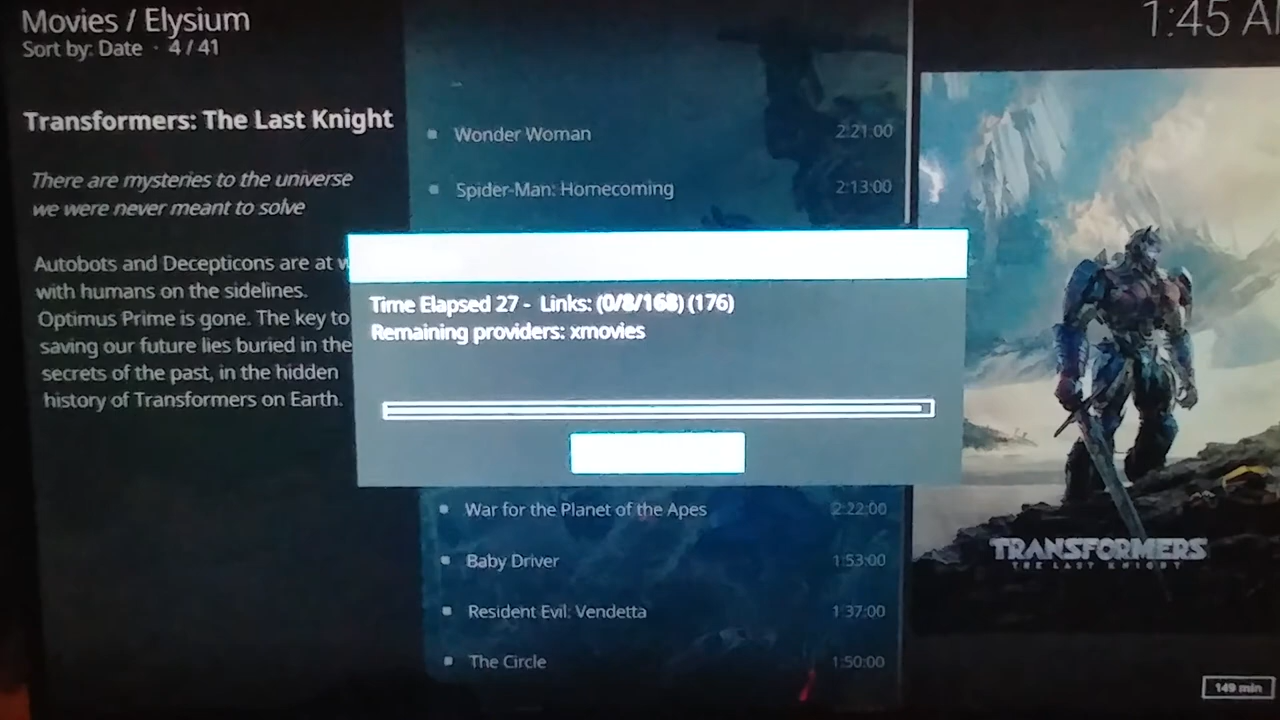 Movies / Elysium
Sort by: Date · 4 / 41
1:45 A
Transformers: The Last Knight
There are mysteries to the universe
we were never meant to solve
Autobots and Decepticons are at w
with humans on the sidelines.
Optimus Prime is gone. The key to
saving our future lies buried in the
secrets of the past, in the hidden
history of Transformers on Earth.
Wonder Woman 2:21:00
Spider-Man: Homecoming 2:13:00
Time Elapsed 27 - Links: (0/8/168) (176)
Remaining providers: xmovies
War for the Planet of the Apes 2:22:00
Baby Driver 1:53:00
Resident Evil: Vendetta 1:37:00
The Circle 1:50:00
TRANSFORMERS
THE LAST KNIGHT
149 min